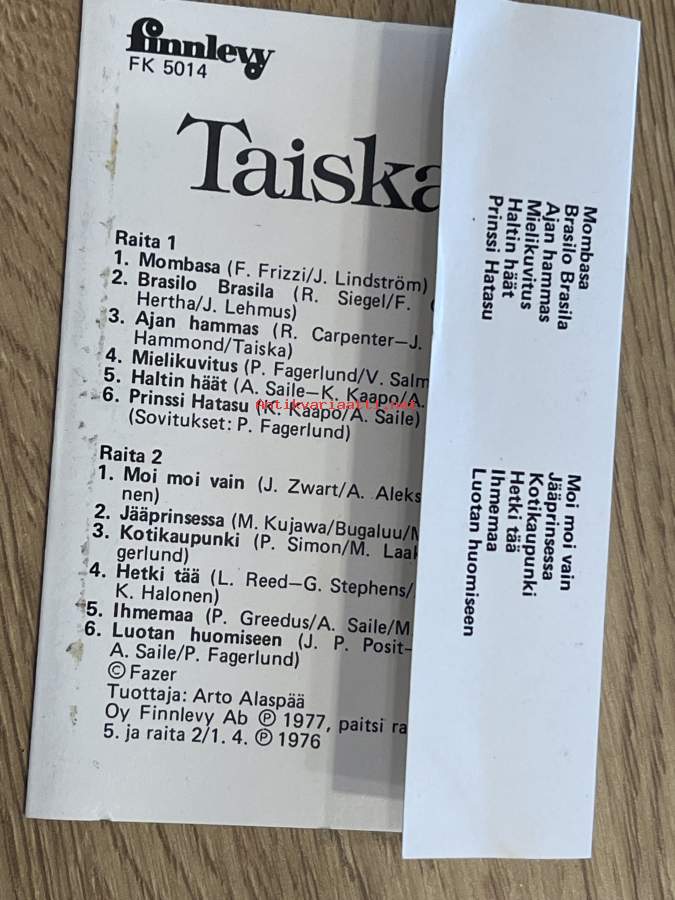 finnlevy
FK 5014
Taiska
Raita 1
1. Mombasa (F. Frizzi/J. Lindström)
2. Brasilo Brasila (R. Siegel/F.
Hertha/J. Lehmus)
3. Ajan hammas (R. Carpenter–J.
Hammond/Taiska)
4. Mielikuvitus (P. Fagerlund/V. Salm
5. Haltin häät (A. Saile–K. Kaapo/A.
6. Prinssi Hatasu (K. Kaapo/A. Saile)
(Sovitukset: P. Fagerlund)
Antikvariaatti.net
Raita 2
1. Moi moi vain (J. Zwart/A. Aleks
nen)
2. Jääprinsessa (M. Kujawa/Bugaluu/
3. Kotikaupunki (P. Simon/M. Laa
gerlund)
4. Hetki tää (L. Reed–G. Stephens/
K. Halonen)
5. Ihmemaa (P. Greedus/A. Saile/M
6. Luotan huomiseen (J. P. Posit–
A. Saile/P. Fagerlund)
© Fazer
Tuottaja: Arto Alaspää
Oy Finnlevy Ab ℗ 1977, paitsi ra
5. ja raita 2/1. 4. ℗ 1976
Mombasa
Brasilo Brasila
Ajan hammas
Mielikuvitus
Haltin häät
Prinssi Hatasu
Moi moi vain
Jääprinsessa
Kotikaupunki
Hetki tää
Ihmemaa
Luotan huomiseen